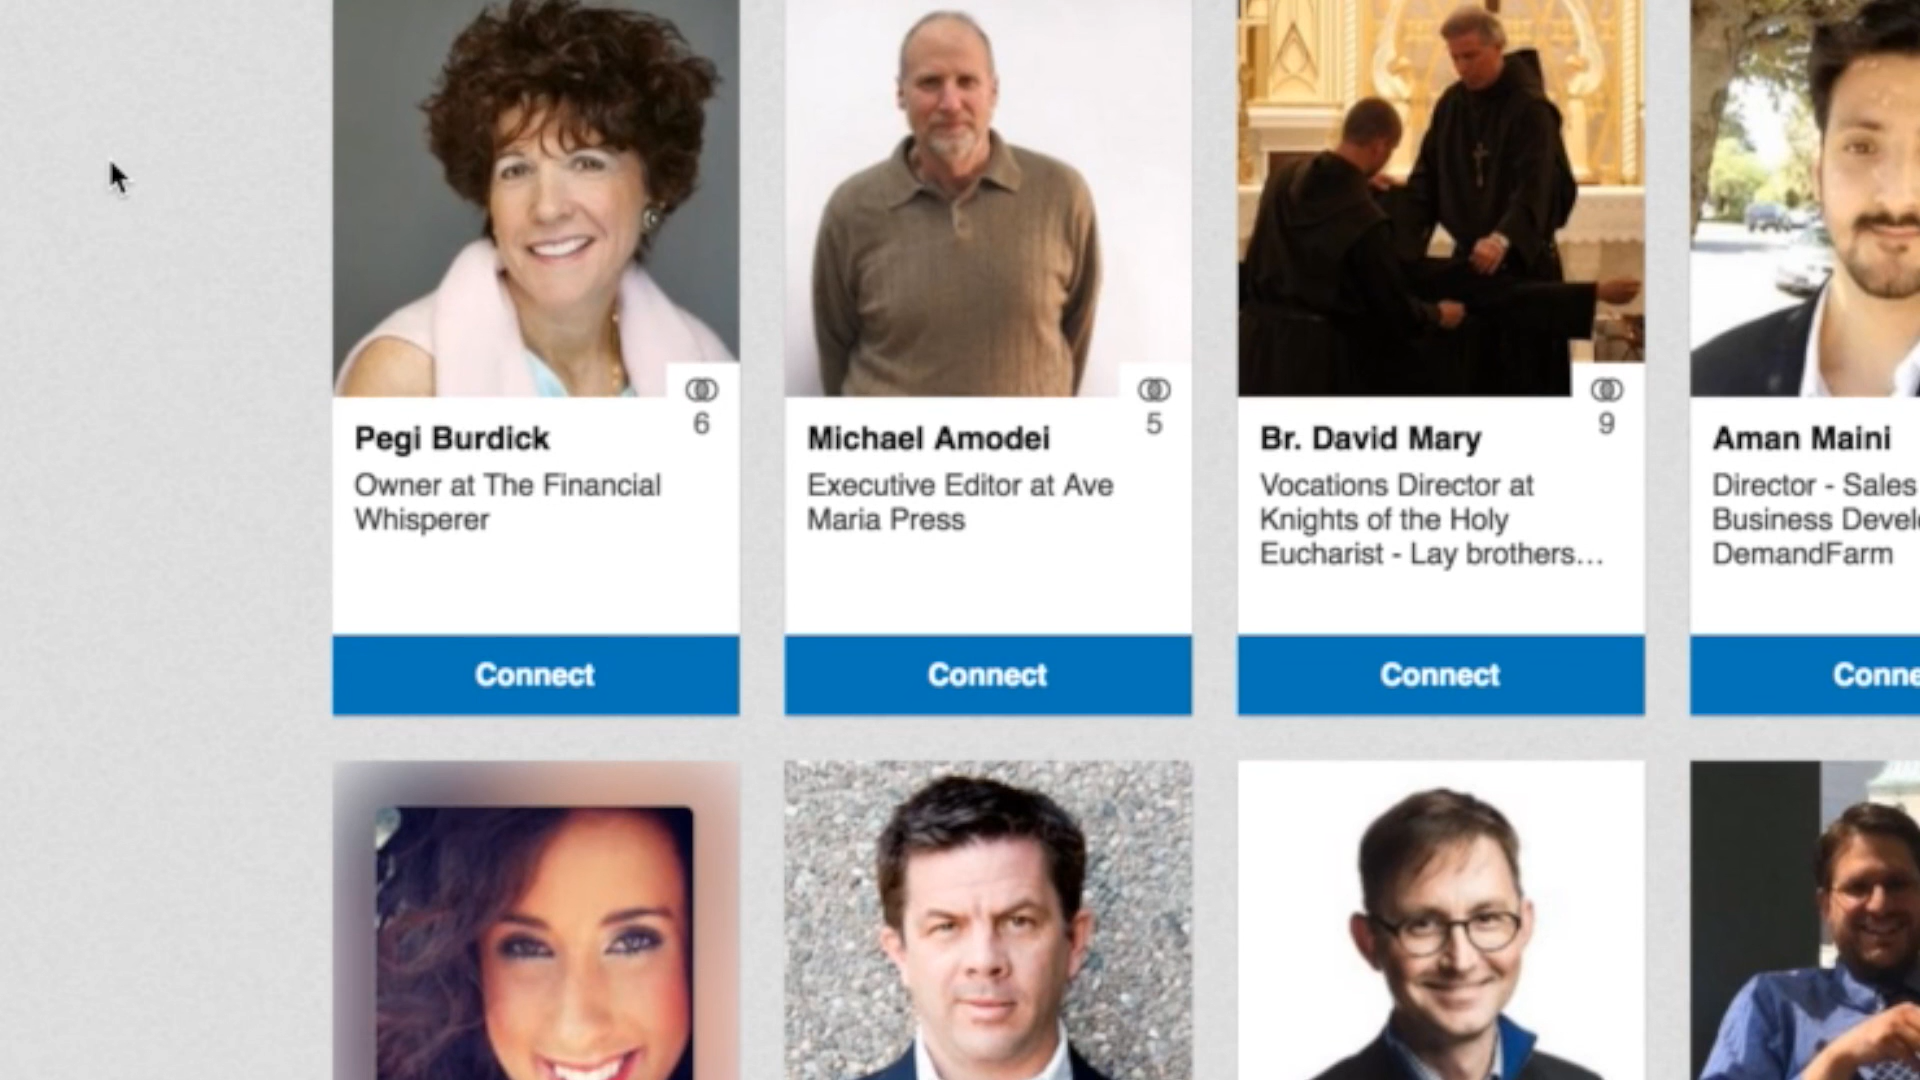 6
Pegi Burdick
Owner at The Financial
Whisperer
Connect
5
Michael Amodei
Executive Editor at Ave
Maria Press
Connect
9
Br. David Mary
Vocations Director at
Knights of the Holy
Eucharist - Lay brothers…
Connect
Aman Maini
Director - Sales
Business
DemandFarm